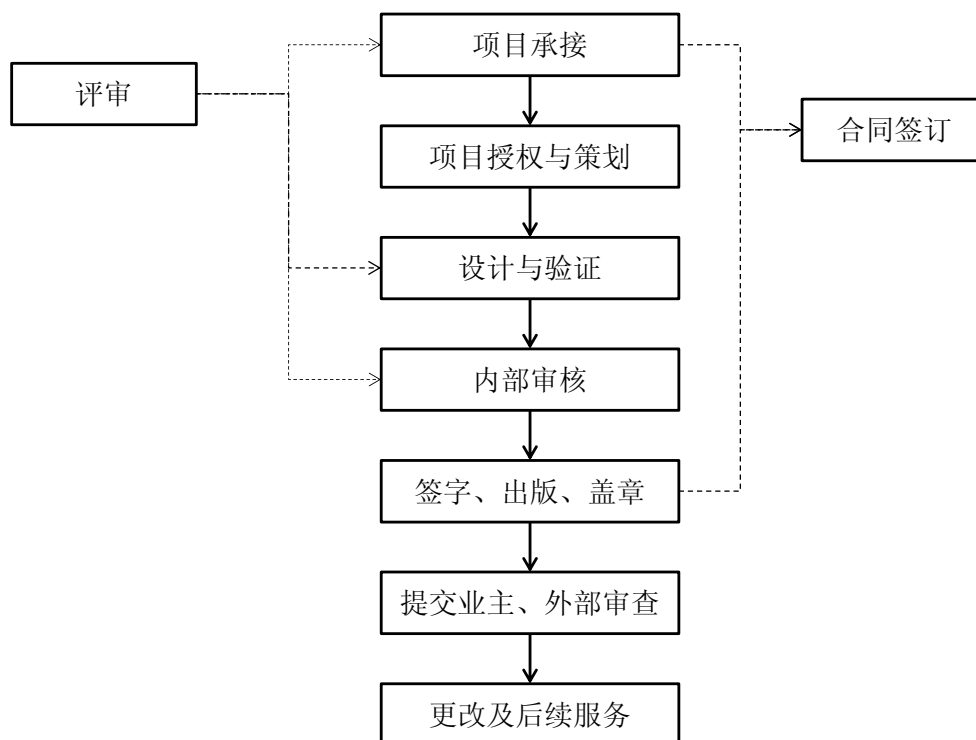 项目承接
评审
合同签订
项目授权与策划
设计与验证
内部审核
签字、出版、盖章
提交业主、外部审查
更改及后续服务